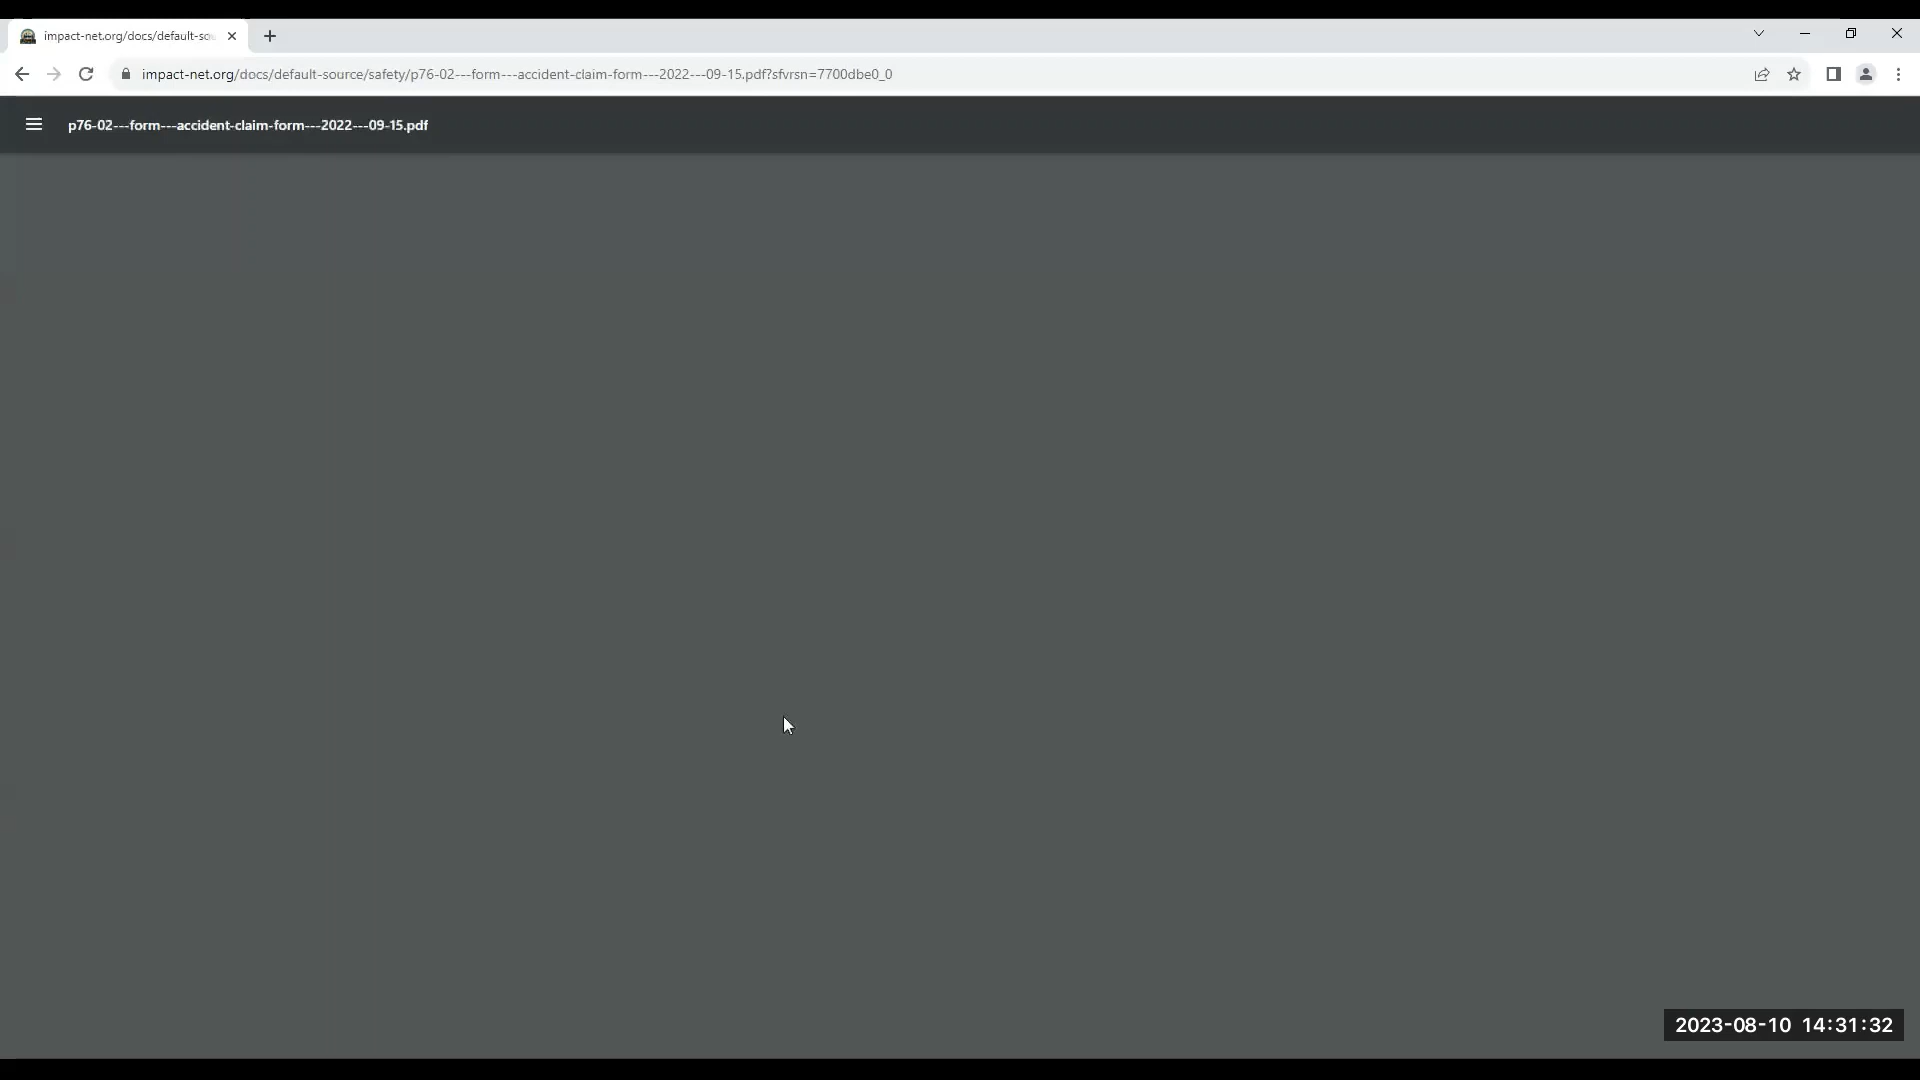 impact-net.org/docs/default-so
impact-net.org/docs/default-source/safety/p76-02---form---accident-claim-form---2022---09-15.pdf?sfvrsn=7700dbe0_0
p76-02---form---accident-claim-form---2022---09-15.pdf
2023-08-10 14:31:32